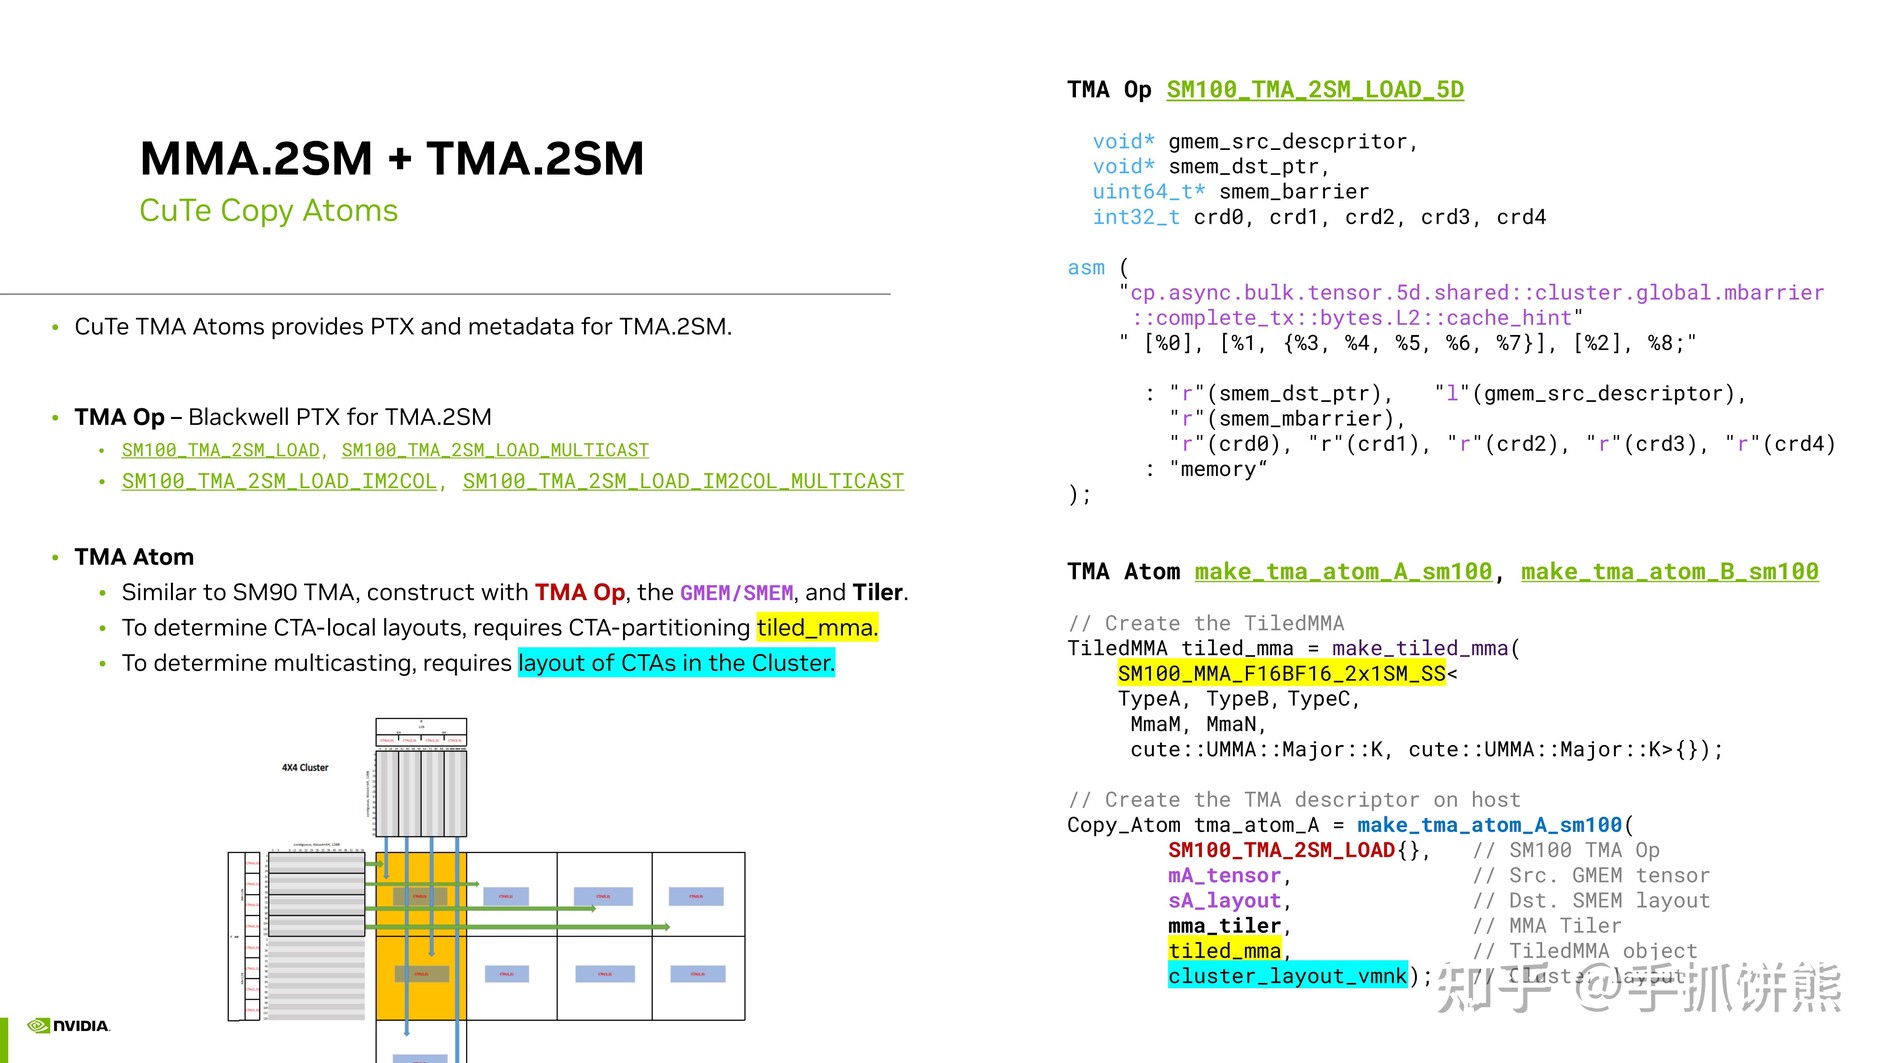 MMA.2SM + TMA.2SM
CuTe Copy Atoms
• CuTe TMA Atoms provides PTX and metadata for TMA.2SM.
• TMA Op – Blackwell PTX for TMA.2SM
• SM100_TMA_2SM_LOAD, SM100_TMA_2SM_LOAD_MULTICAST
• SM100_TMA_2SM_LOAD_IM2COL, SM100_TMA_2SM_LOAD_IM2COL_MULTICAST
• TMA Atom
• Similar to SM90 TMA, construct with TMA Op, the GMEM/SMEM, and Tiler.
• To determine CTA-local layouts, requires CTA-partitioning tiled_mma.
• To determine multicasting, requires layout of CTAs in the Cluster.
4X4 Cluster
NVIDIA.
TMA Op SM100_TMA_2SM_LOAD_5D
void* gmem_src_descpritor,
void* smem_dst_ptr,
uint64_t* smem_barrier
int32_t crd0, crd1, crd2, crd3, crd4
asm (
"cp.async.bulk.tensor.5d.shared::cluster.global.mbarrier
::complete_tx::bytes.L2::cache_hint"
" [%0], [%1, {%3, %4, %5, %6, %7}], [%2], %8;"
: "r"(smem_dst_ptr), "l"(gmem_src_descriptor),
"r"(smem_mbarrier),
"r"(crd0), "r"(crd1), "r"(crd2), "r"(crd3), "r"(crd4)
: "memory“
);
TMA Atom make_tma_atom_A_sm100, make_tma_atom_B_sm100
// Create the TiledMMA
TiledMMA tiled_mma = make_tiled_mma(
SM100_MMA_F16BF16_2x1SM_SS<
TypeA, TypeB, TypeC,
MmaM, MmaN,
cute::UMMA::Major::K, cute::UMMA::Major::K>{});
// Create the TMA descriptor on host
Copy_Atom tma_atom_A = make_tma_atom_A_sm100(
SM100_TMA_2SM_LOAD{}, // SM100 TMA Op
mA_tensor, // Src. GMEM tensor
sA_layout, // Dst. SMEM layout
mma_tiler, // MMA Tiler
tiled_mma, // TiledMMA object
cluster_layout_vmnk); // Cluster layout
知乎 @手抓饼熊